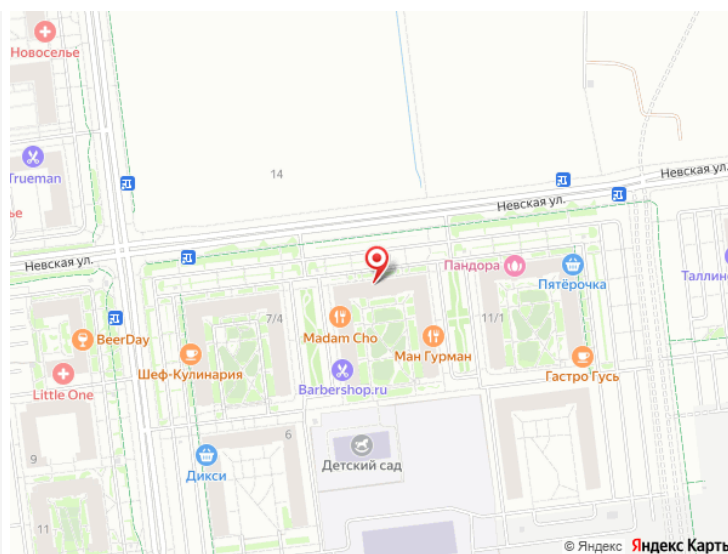 Новоселье
Trueman
ье
14
Невская ул.
Невская ул.
Невская ул.
Пандора
Пятёрочка
Таллинс
7/4
11/1
Madam Cho
Ман Гурман
BeerDay
Шеф-Кулинария
Little One
Barbershop.ru
Гастро Гусь
6
9
Дикси
Детский сад
11
© Яндекс Яндекс Карты